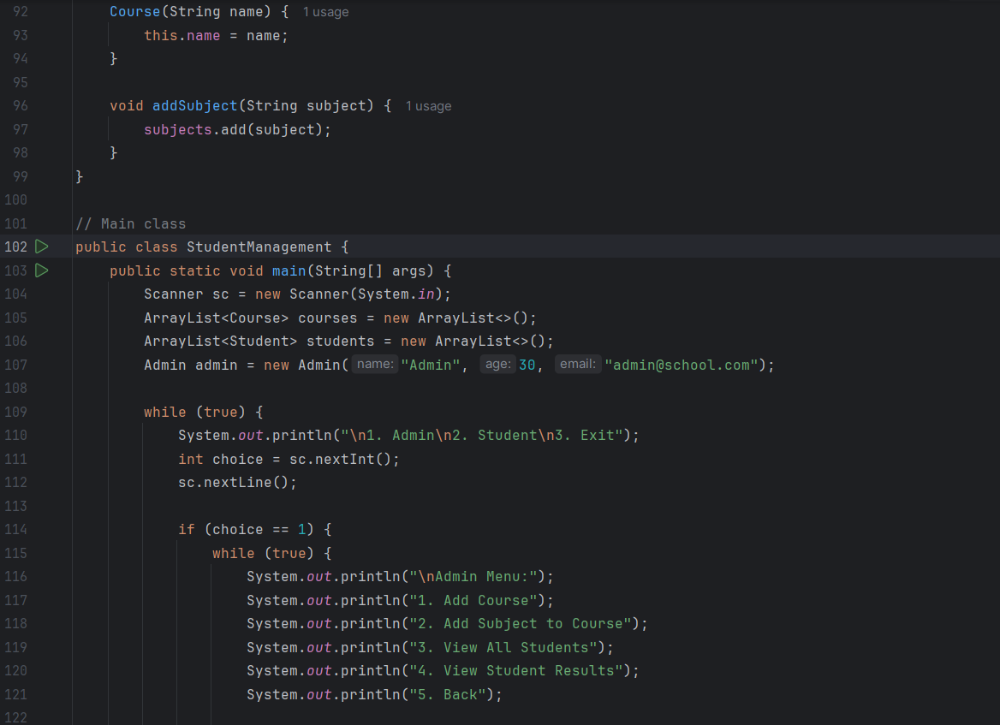 92 Course(String name) { 1 usage
93 this.name = name;
94 }
95
96 void addSubject(String subject) { 1 usage
97 subjects.add(subject);
98 }
99 }
100
101 // Main class
102 public class StudentManagement {
103 public static void main(String[] args) {
104 Scanner sc = new Scanner(System.in);
105 ArrayList<Course> courses = new ArrayList<>();
106 ArrayList<Student> students = new ArrayList<>();
107 Admin admin = new Admin( name: "Admin", age: 30, email: "admin@school.com");
108
109 while (true) {
110 System.out.println("\n1. Admin\n2. Student\n3. Exit");
111 int choice = sc.nextInt();
112 sc.nextLine();
113
114 if (choice == 1) {
115 while (true) {
116 System.out.println("\nAdmin Menu:");
117 System.out.println("1. Add Course");
118 System.out.println("2. Add Subject to Course");
119 System.out.println("3. View All Students");
120 System.out.println("4. View Student Results");
121 System.out.println("5. Back");
122